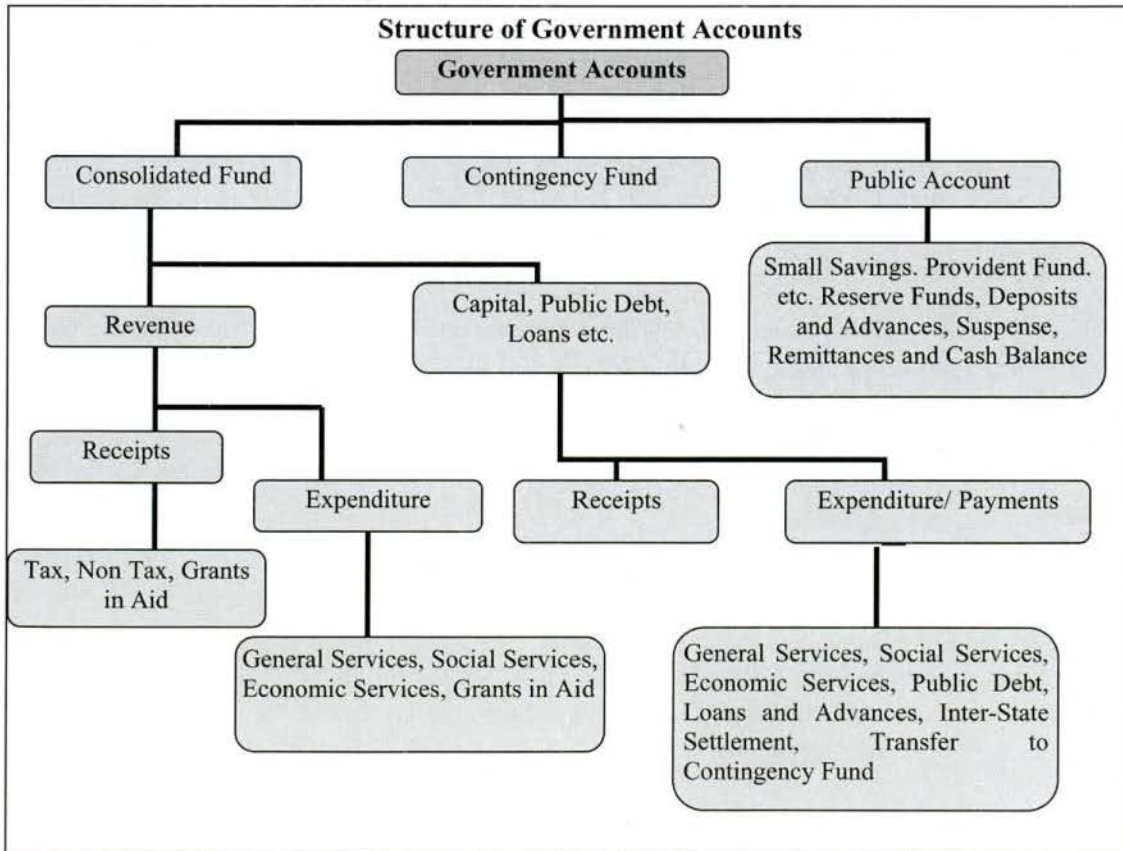 Structure of Government Accounts
Government Accounts
Consolidated Fund
Contingency Fund
Public Account
Small Savings. Provident Fund.
etc. Reserve Funds, Deposits
and Advances, Suspense,
Remittances and Cash Balance
Revenue
Capital, Public Debt,
Loans etc.
Receipts
Expenditure
Receipts
Expenditure/ Payments
Tax, Non Tax, Grants
in Aid
General Services, Social Services,
Economic Services, Grants in Aid
General Services, Social Services,
Economic Services, Public Debt,
Loans and Advances, Inter-State
Settlement, Transfer to
Contingency Fund